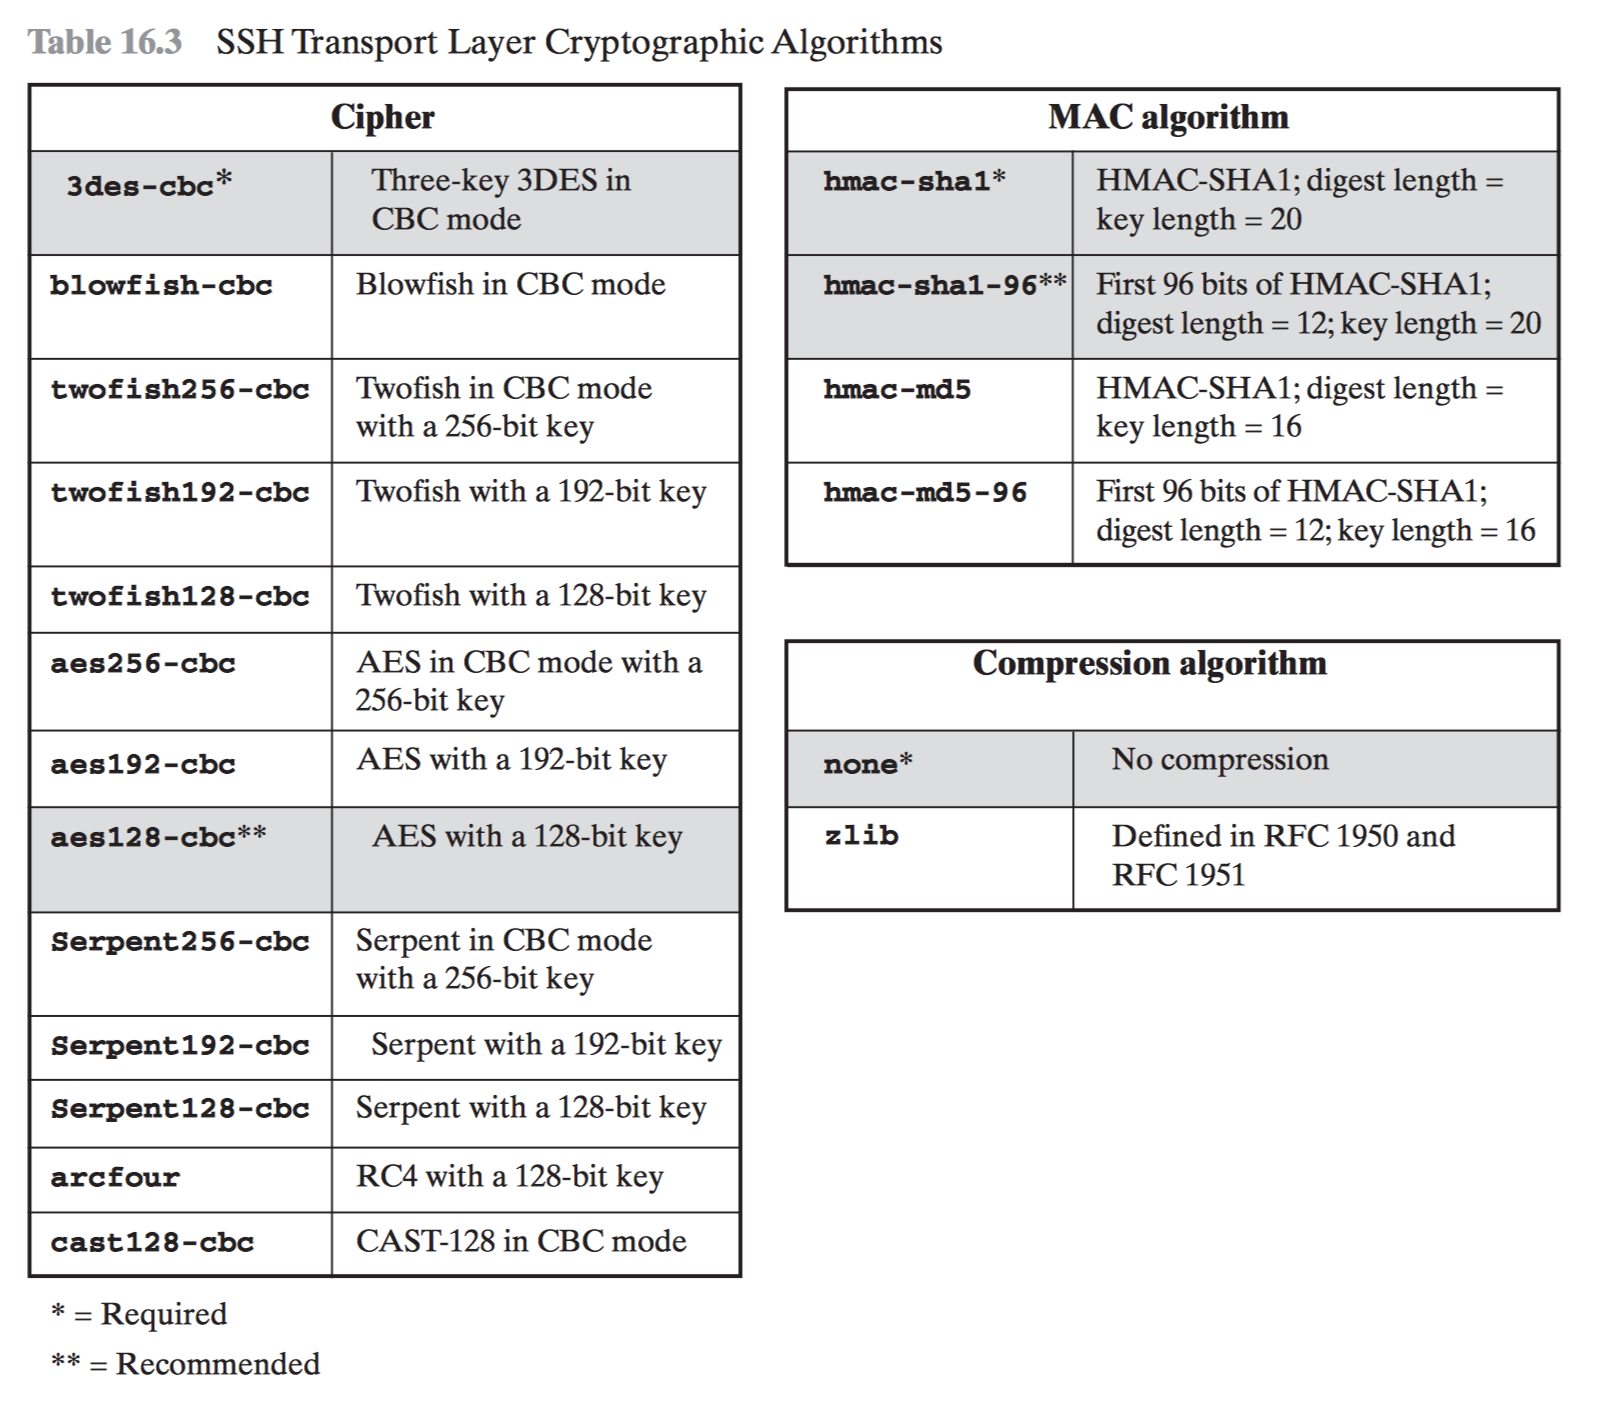 Table 16.3 SSH Transport Layer Cryptographic Algorithms
Cipher
3des-cbc* Three-key 3DES in
CBC mode
blowfish-cbc Blowfish in CBC mode
twofish256-cbc Twofish in CBC mode
with a 256-bit key
twofish192-cbc Twofish with a 192-bit key
twofish128-cbc Twofish with a 128-bit key
aes256-cbc AES in CBC mode with a
256-bit key
aes192-cbc AES with a 192-bit key
aes128-cbc** AES with a 128-bit key
Serpent256-cbc Serpent in CBC mode
with a 256-bit key
Serpent192-cbc Serpent with a 192-bit key
Serpent128-cbc Serpent with a 128-bit key
arcfour RC4 with a 128-bit key
cast128-cbc CAST-128 in CBC mode
* = Required
** = Recommended
MAC algorithm
hmac-sha1* HMAC-SHA1; digest length =
key length = 20
hmac-sha1-96** First 96 bits of HMAC-SHA1;
digest length = 12; key length = 20
hmac-md5 HMAC-SHA1; digest length =
key length = 16
hmac-md5-96 First 96 bits of HMAC-SHA1;
digest length = 12; key length = 16
Compression algorithm
none* No compression
zlib Defined in RFC 1950 and
RFC 1951